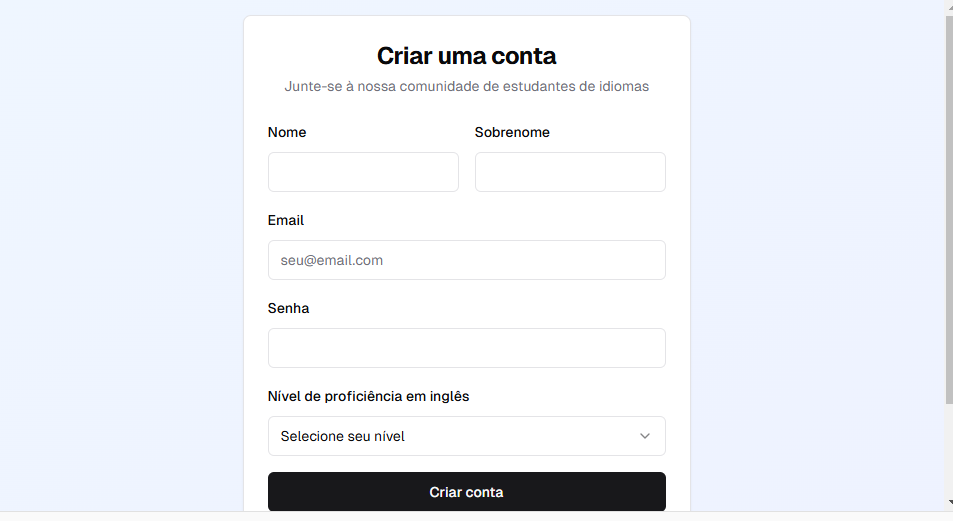 Criar uma conta
Junte-se à nossa comunidade de estudantes de idiomas
Nome
Sobrenome
Email
seu@email.com
Senha
Nível de proficiência em inglês
Selecione seu nível
Criar conta